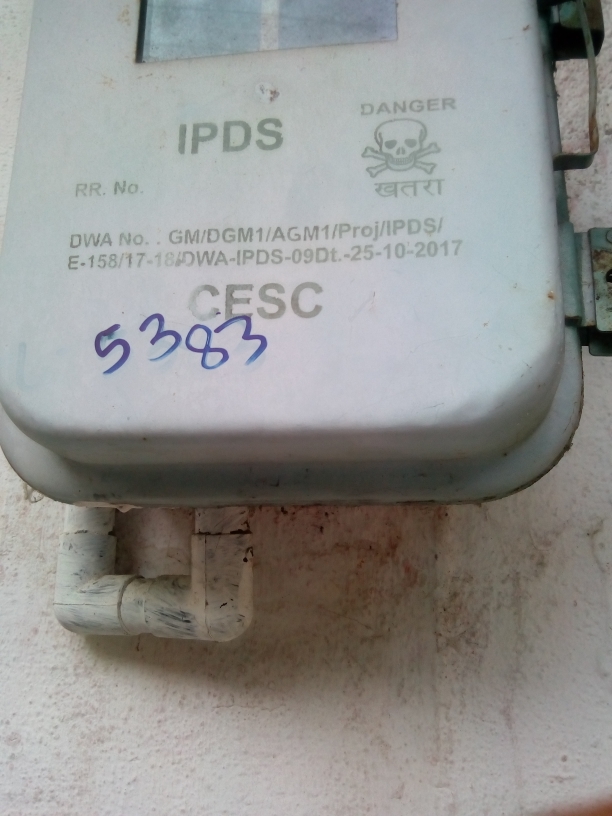 IPDS
DANGER
खतरा
RR. No.
DWA No. . GM/DGM1/AGM1/Proj/IPDS/
E-158/17-18/DWA-IPDS-09Dt.-25-10-2017
CESC
5383